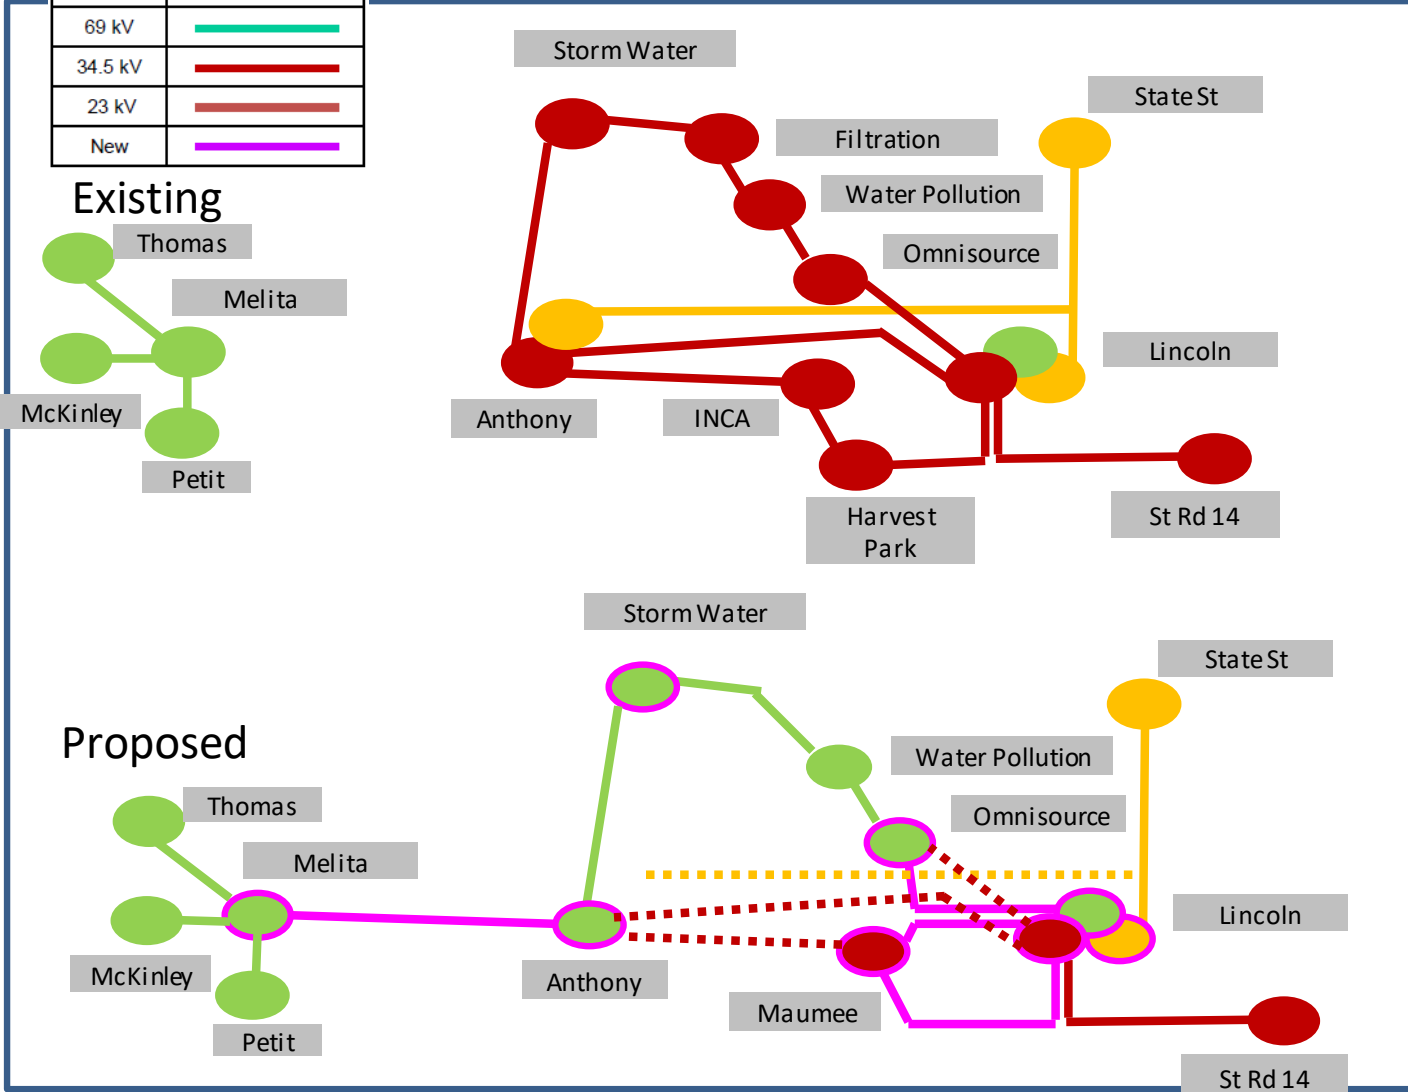 69 kV
34.5 kV
23 kV
New
Existing
Storm Water
State St
Filtration
Water Pollution
Thomas
Omnisource
Melita
Lincoln
McKinley
Anthony
INCA
Petit
Harvest
Park
St Rd 14
Proposed
Storm Water
State St
Water Pollution
Thomas
Omnisource
Melita
Lincoln
McKinley
Anthony
Maumee
Petit
St Rd 14